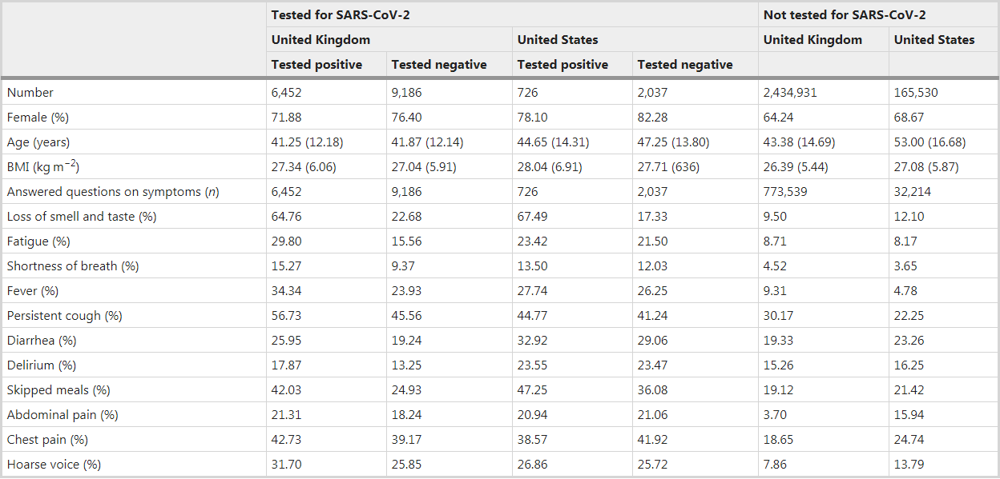 Tested for SARS-CoV-2 Not tested for SARS-CoV-2
United Kingdom United States United Kingdom United States
Tested positive Tested negative Tested positive Tested negative
Number 6,452 9,186 726 2,037 2,434,931 165,530
Female (%) 71.88 76.40 78.10 82.28 64.24 68.67
Age (years) 41.25 (12.18) 41.87 (12.14) 44.65 (14.31) 47.25 (13.80) 43.38 (14.69) 53.00 (16.68)
BMI (kg m−2) 27.34 (6.06) 27.04 (5.91) 28.04 (6.91) 27.71 (636) 26.39 (5.44) 27.08 (5.87)
Answered questions on symptoms (n) 6,452 9,186 726 2,037 773,539 32,214
Loss of smell and taste (%) 64.76 22.68 67.49 17.33 9.50 12.10
Fatigue (%) 29.80 15.56 23.42 21.50 8.71 8.17
Shortness of breath (%) 15.27 9.37 13.50 12.03 4.52 3.65
Fever (%) 34.34 23.93 27.74 26.25 9.31 4.78
Persistent cough (%) 56.73 45.56 44.77 41.24 30.17 22.25
Diarrhea (%) 25.95 19.24 32.92 29.06 19.33 23.26
Delirium (%) 17.87 13.25 23.55 23.47 15.26 16.25
Skipped meals (%) 42.03 24.93 47.25 36.08 19.12 21.42
Abdominal pain (%) 21.31 18.24 20.94 21.06 3.70 15.94
Chest pain (%) 42.73 39.17 38.57 41.92 18.65 24.74
Hoarse voice (%) 31.70 25.85 26.86 25.72 7.86 13.79